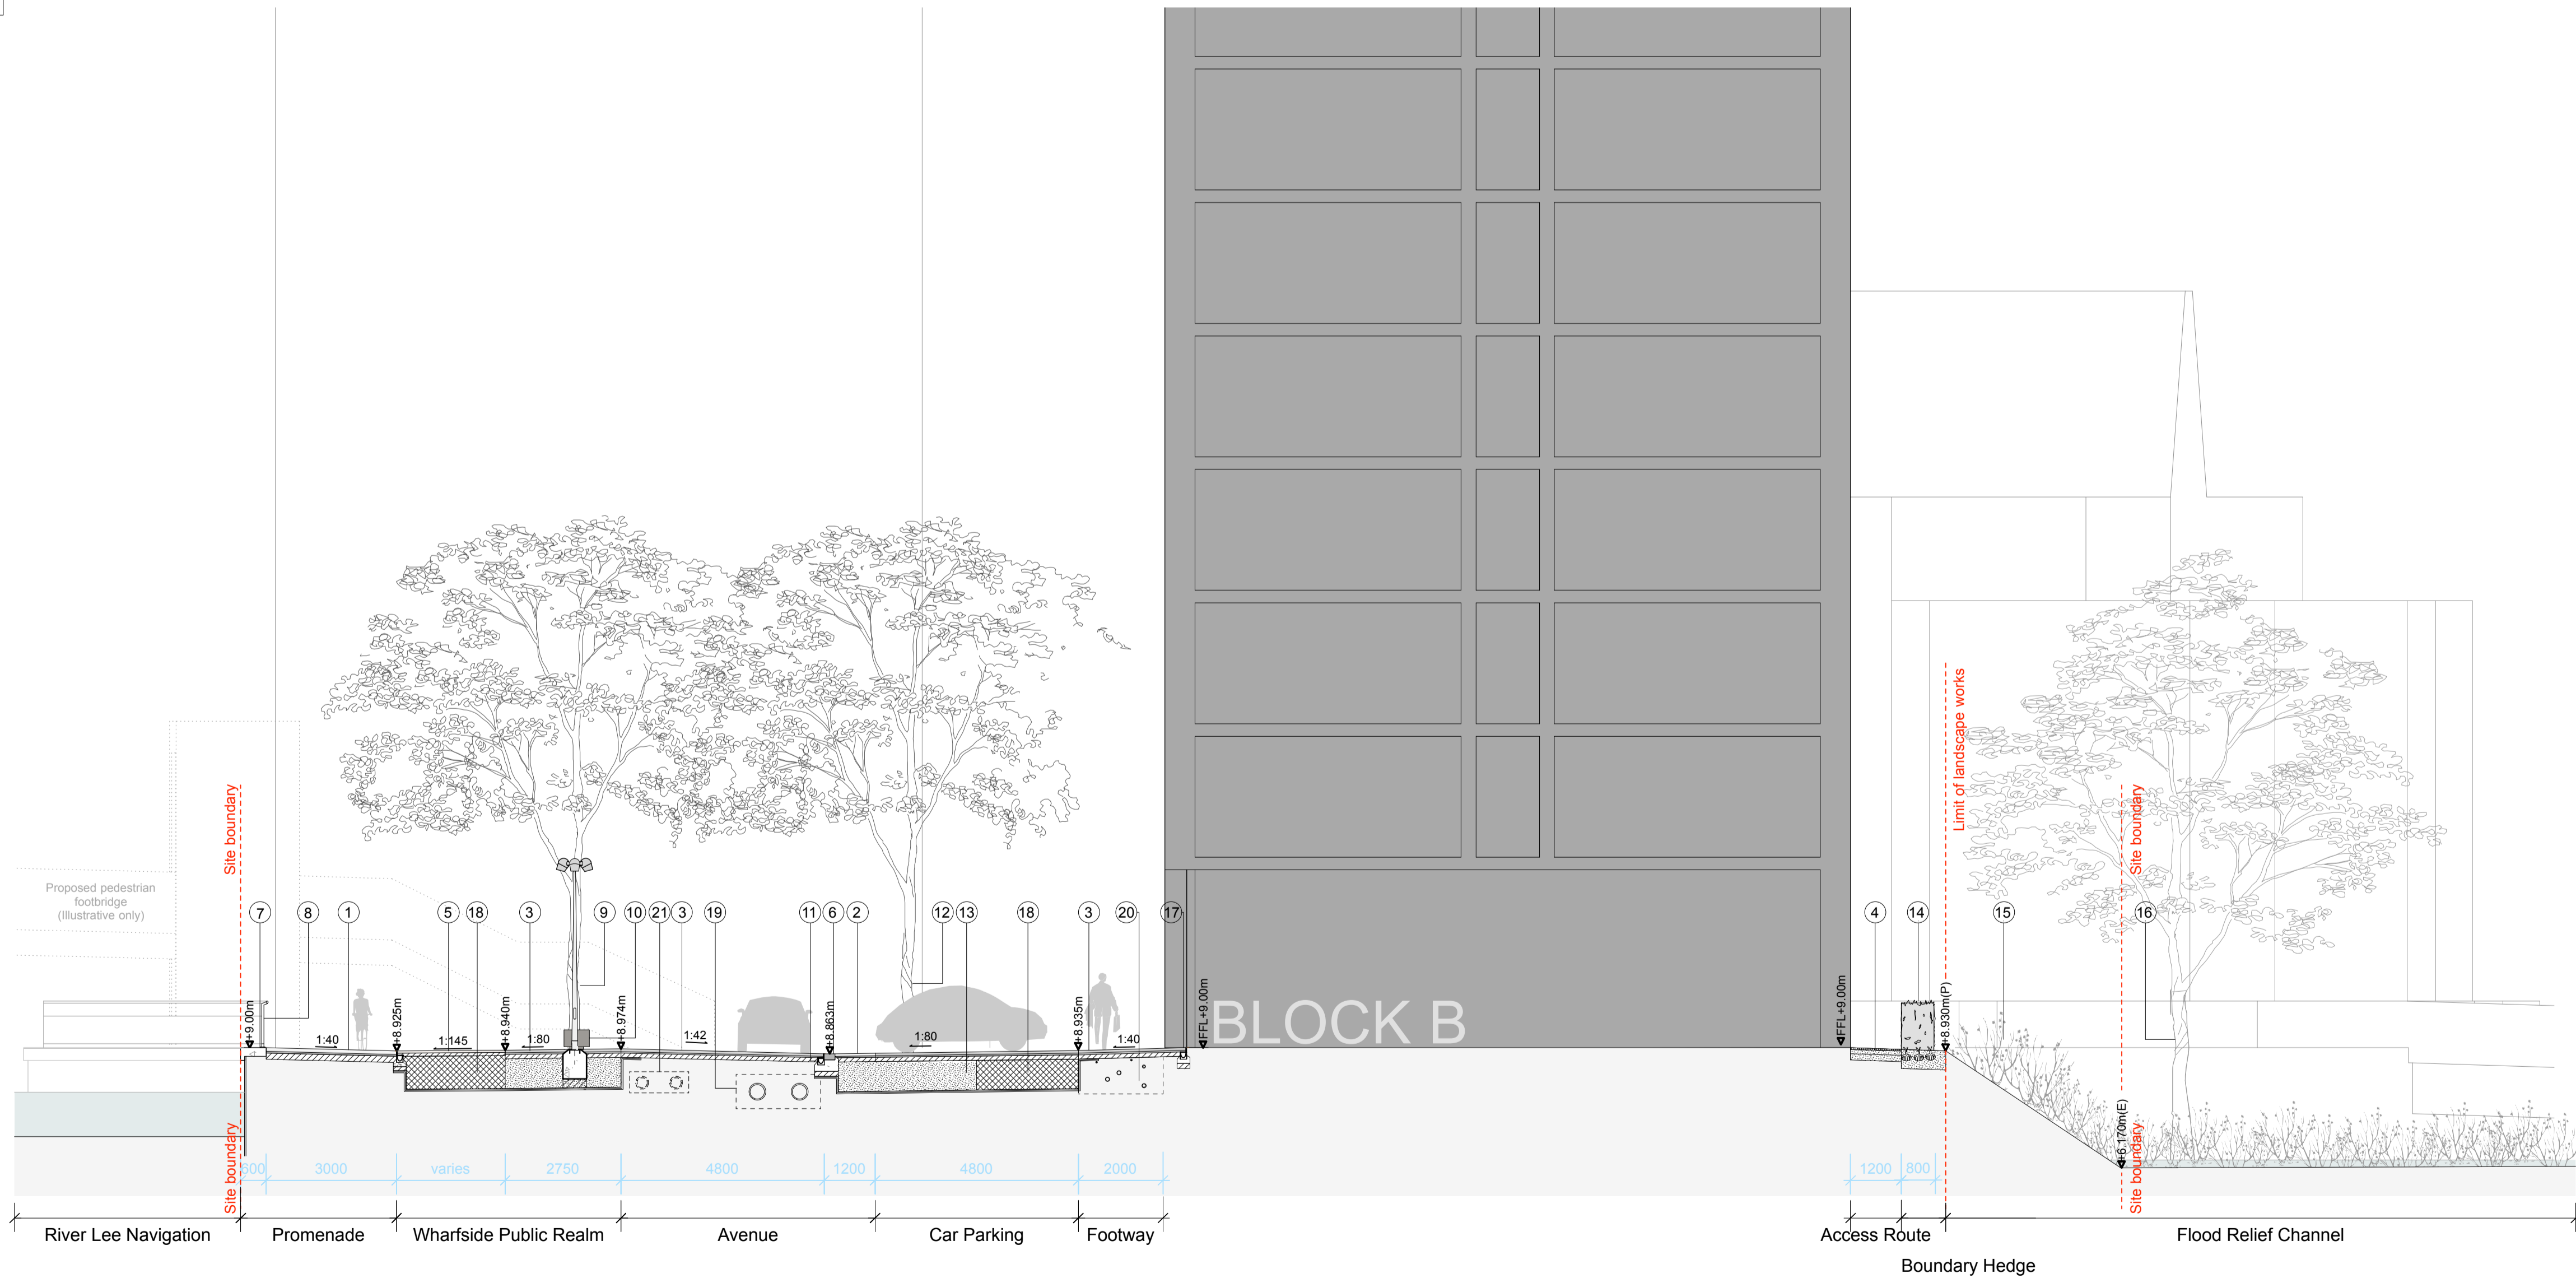 BLOCK B
Limit of landscape works
Site boundary
Site boundary
Proposed pedestrian
footbridge
(Illustrative only)
7
8
1
5
18
3
9
10
21
3
19
11
6
2
12
13
18
3
20
17
4
14
15
16
+9.00m
1:40
+8.925m
1:145
+8.940m
1:80
+8.974m
1:42
+8.863m
1:80
+8.935m
1:40
FFL+9.00m
FFL+9.00m
+8.930m(P)
+6.170m(E)
Site boundary
Site boundary
600
3000
varies
2750
4800
1200
4800
2000
1200
800
River Lee Navigation
Promenade
Wharfside Public Realm
Avenue
Car Parking
Footway
Access Route
Flood Relief Channel
Boundary Hedge